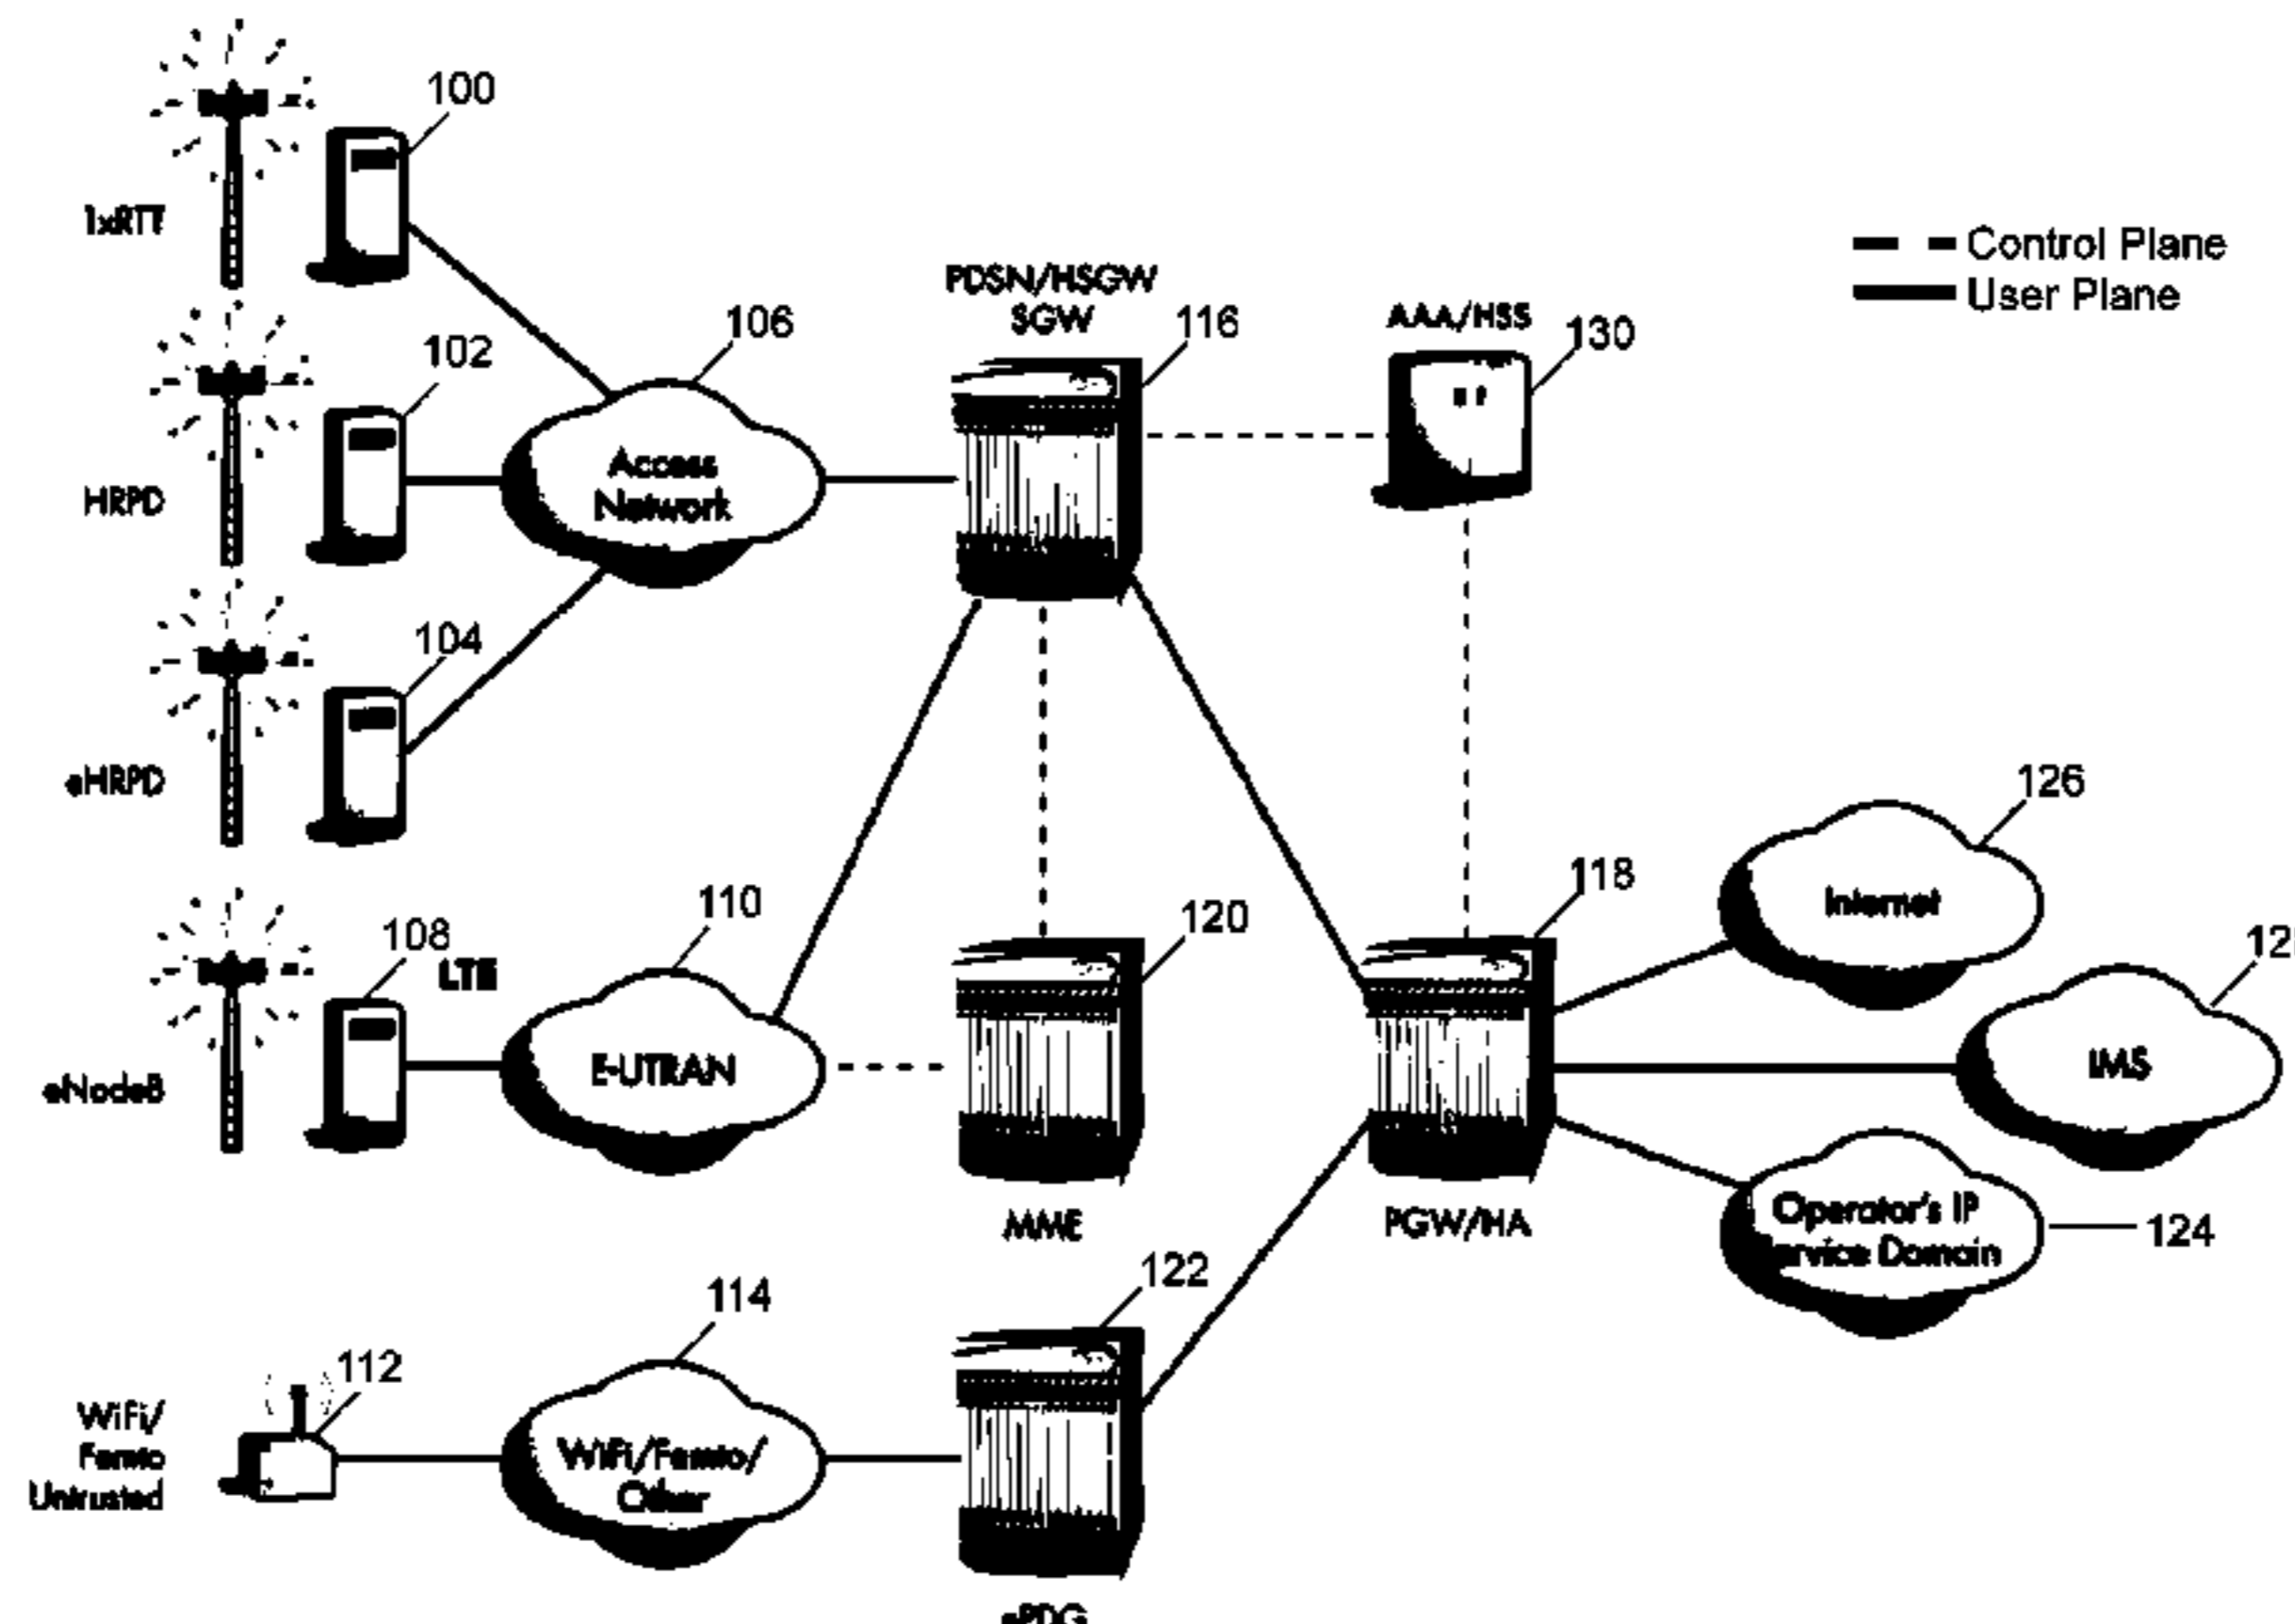 100
1xRTT
Control Plane
User Plane
PDSN/HSGW
SGW
116
AAA/HSS
130
106
102
HRPD
Access
Network
104
eHRPD
126
Internet
118
110
120
108
LTE
eNodeB
E-UTRAN
IMS
MME
PGW/HA
Operator's IP
Domain
124
122
114
112
WiFi/
Femto
Untrusted
WiFi/Femto/
Other
ePDG